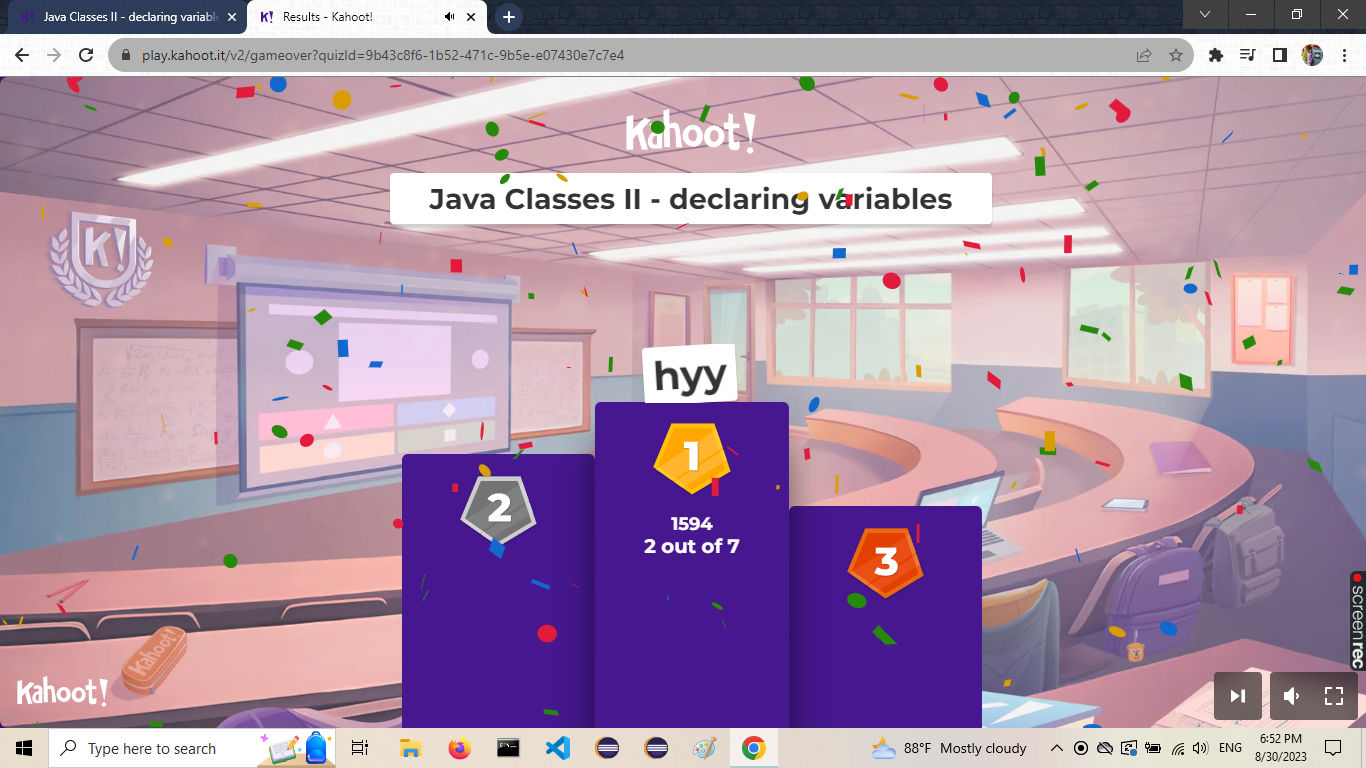 Java Classes II - declaring variabl
Results - Kahoot!
play.kahoot.it/v2/gameover?quizId=9b43c8f6-1b52-471c-9b5e-e07430e7c7e4
Kahoot!
Java Classes II - declaring variables
K!
hyy
1
2
1594
2 out of 7
3
Kahoot!
Kahoot!
screenrec
Type here to search
88°F Mostly cloudy
ENG
6:52 PM
8/30/2023